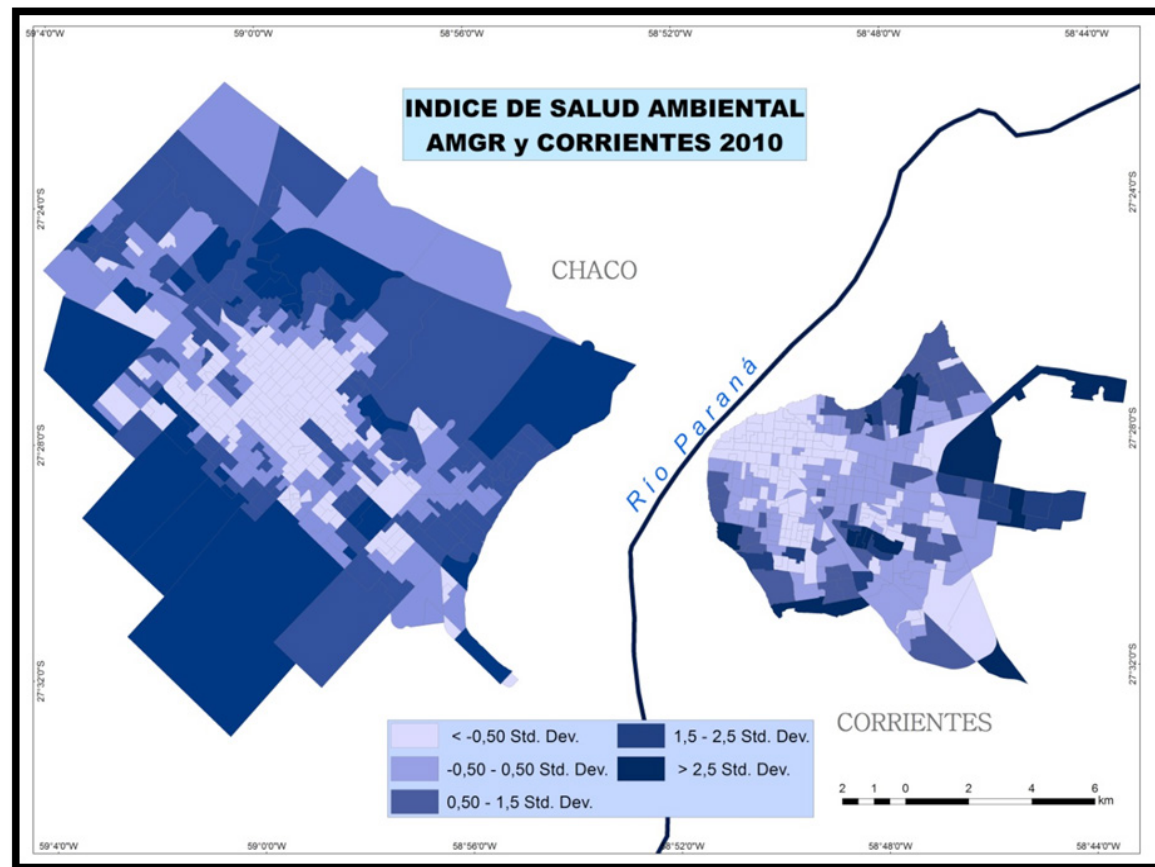 59°4'0"W
59°0'0"W
58°56'0"W
58°52'0"W
58°48'0"W
58°44'0"W
INDICE DE SALUD AMBIENTAL
AMGR y CORRIENTES 2010
27°24'0"S
27°24'0"S
CHACO
Río Paraná
27°28'0"S
27°28'0"S
27°32'0"S
27°32'0"S
CORRIENTES
< -0,50 Std. Dev.
-0,50 - 0,50 Std. Dev.
0,50 - 1,5 Std. Dev.
1,5 - 2,5 Std. Dev.
> 2,5 Std. Dev.
2 1 0 2 4 6
km
59°4'0"W
59°0'0"W
58°56'0"W
58°52'0"W
58°48'0"W
58°44'0"W